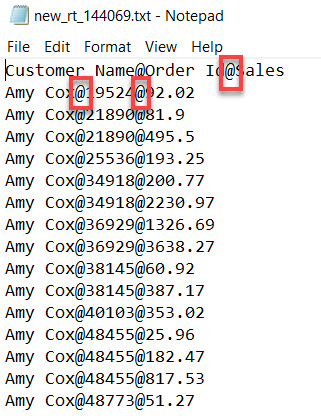 new_rt_144069.txt - Notepad
File Edit Format View Help
Customer Name@Order Id@Sales
Amy Cox@19524@92.02
Amy Cox@21890@81.9
Amy Cox@21890@495.5
Amy Cox@25536@193.25
Amy Cox@34918@200.77
Amy Cox@34918@2230.97
Amy Cox@36929@1326.69
Amy Cox@36929@3638.27
Amy Cox@38145@60.92
Amy Cox@38145@387.17
Amy Cox@40103@353.02
Amy Cox@48455@25.96
Amy Cox@48455@182.47
Amy Cox@48455@817.53
Amy Cox@48773@51.27